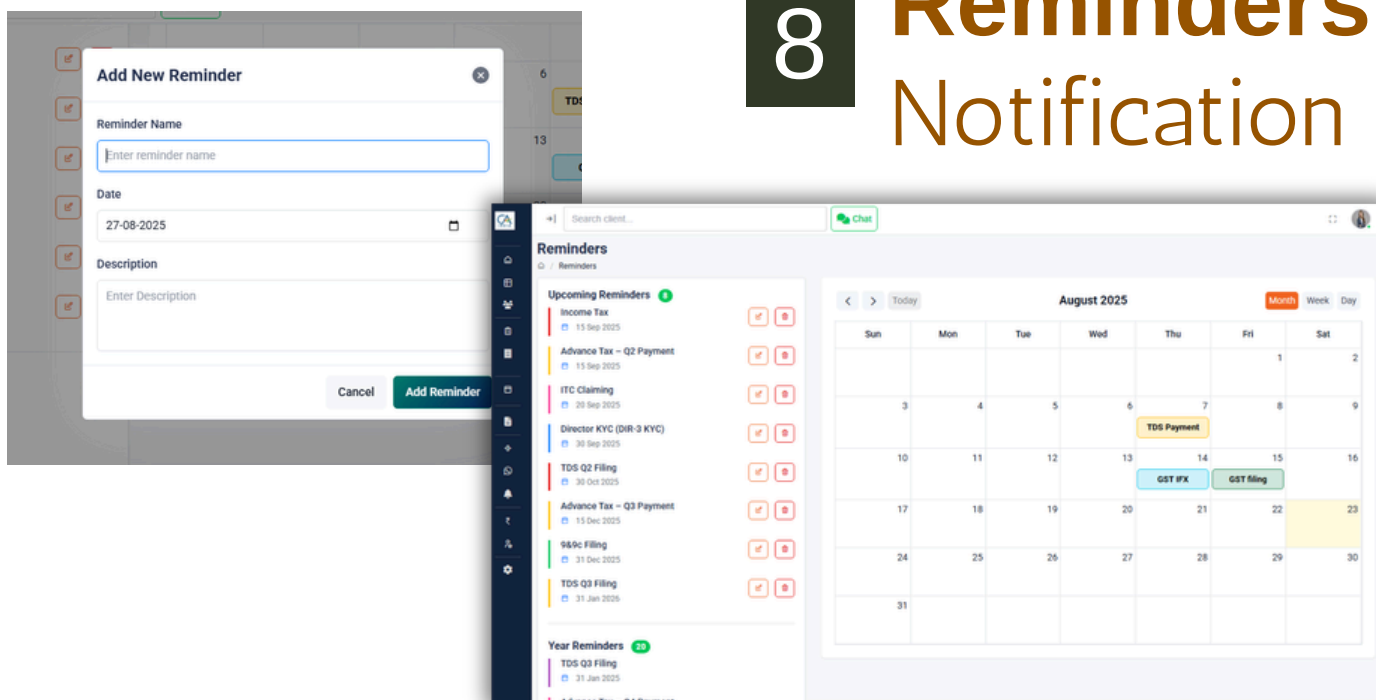 8
Reminders
Notification
Add New Reminder
Reminder Name
Enter reminder name
Date
27-08-2025
Description
Enter Description
Cancel
Add Reminder
6
13
CA
Search client...
Chat
Reminders
/ Reminders
Upcoming Reminders 8
Income Tax
15 Sep 2025
Advance Tax – Q2 Payment
15 Sep 2025
ITC Claiming
20 Sep 2025
Director KYC (DIR-3 KYC)
30 Sep 2025
TDS Q2 Filing
30 Oct 2025
Advance Tax – Q3 Payment
15 Dec 2025
9&9c Filing
31 Dec 2025
TDS Q3 Filing
31 Jan 2026
Year Reminders 20
TDS Q3 Filing
31 Jan 2025
Today
August 2025
Month Week Day
Sun Mon Tue Wed Thu Fri Sat
1 2
3 4 5 6 7 8 9
TDS Payment
10 11 12 13 14 15 16
GST IFX GST filing
17 18 19 20 21 22 23
24 25 26 27 28 29 30
31